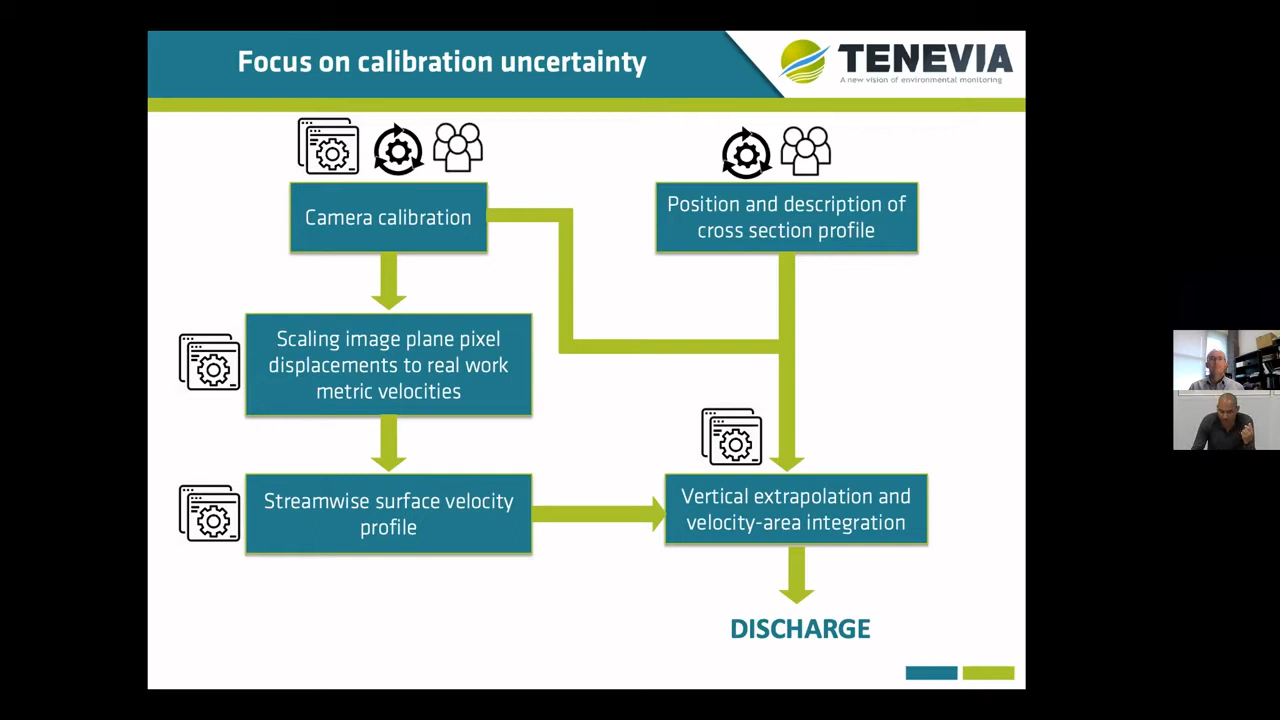 Focus on calibration uncertainty
TENEVIA
A new vision of environmental monitoring
Camera calibration
Position and description of
cross section profile
Scaling image plane pixel
displacements to real work
metric velocities
Streamwise surface velocity
profile
Vertical extrapolation and
velocity-area integration
DISCHARGE